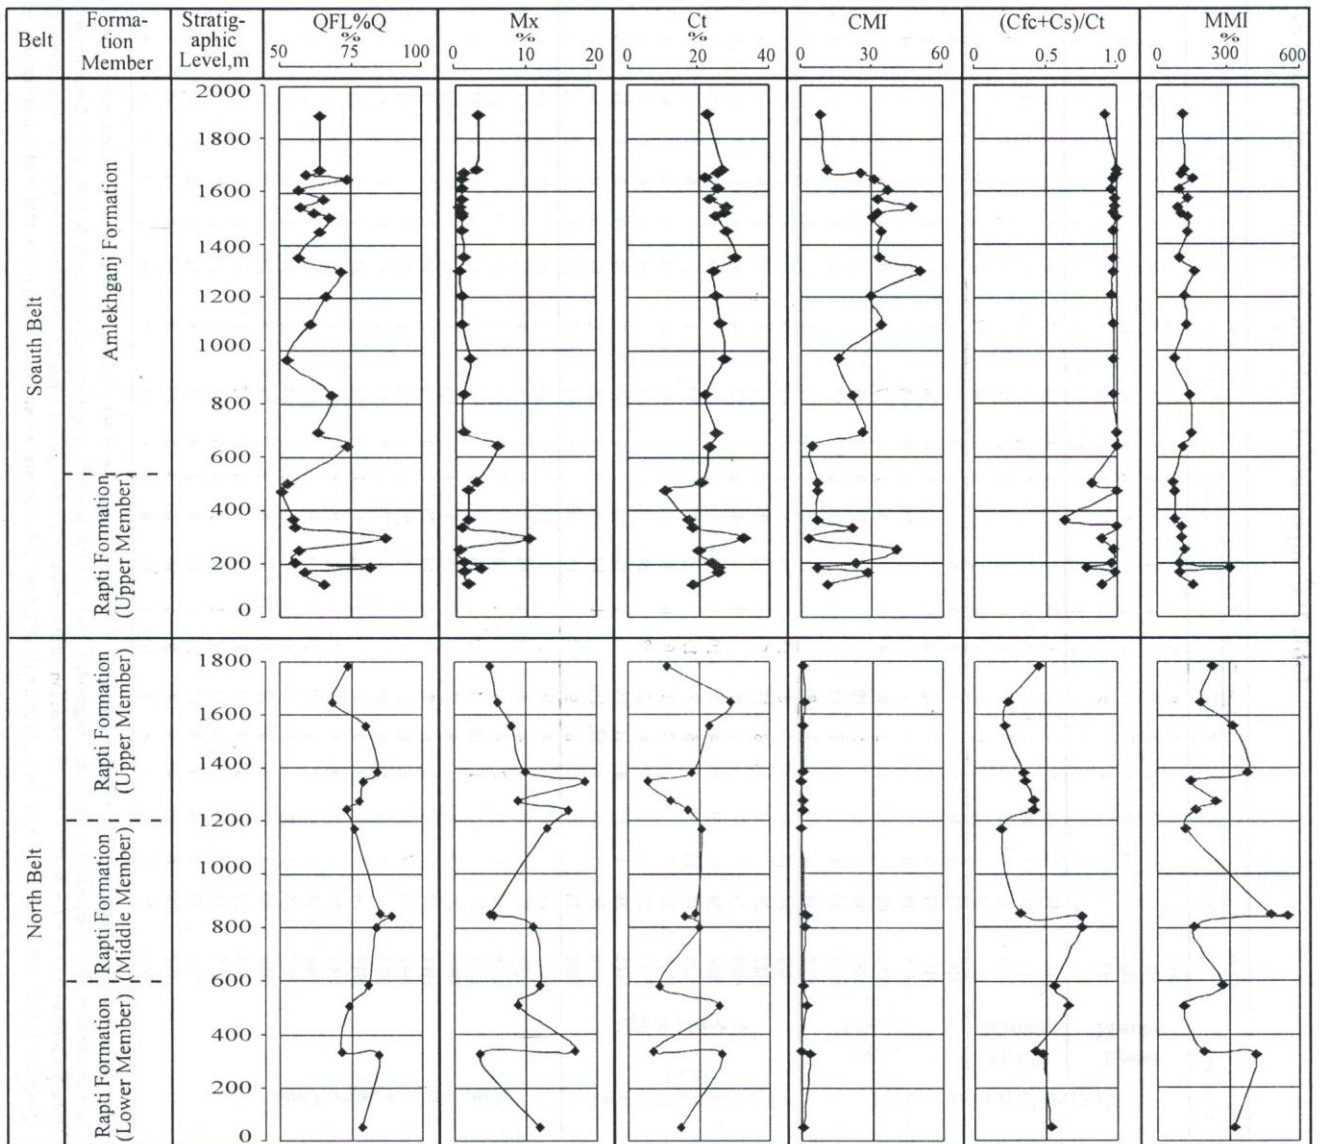 Belt
Forma-
tion
Member
Stratig-
aphic
Level,m
QFL%Q
%
50 75 100
Mx
%
0 10 20
Ct
%
0 20 40
CMI
0 30 60
(Cfc+Cs)/Ct
0 0.5 1.0
MMI
%
0 300 600
Soauth Belt
Amlekhganj Formation
Rapti Formation
(Upper Member)
2000
1800
1600
1400
1200
1000
800
600
400
200
0
North Belt
Rapti Formation
(Upper Member)
Rapti Formation
(Middle Member)
Rapti Formation
(Lower Member)
1800
1600
1400
1200
1000
800
600
400
200
0